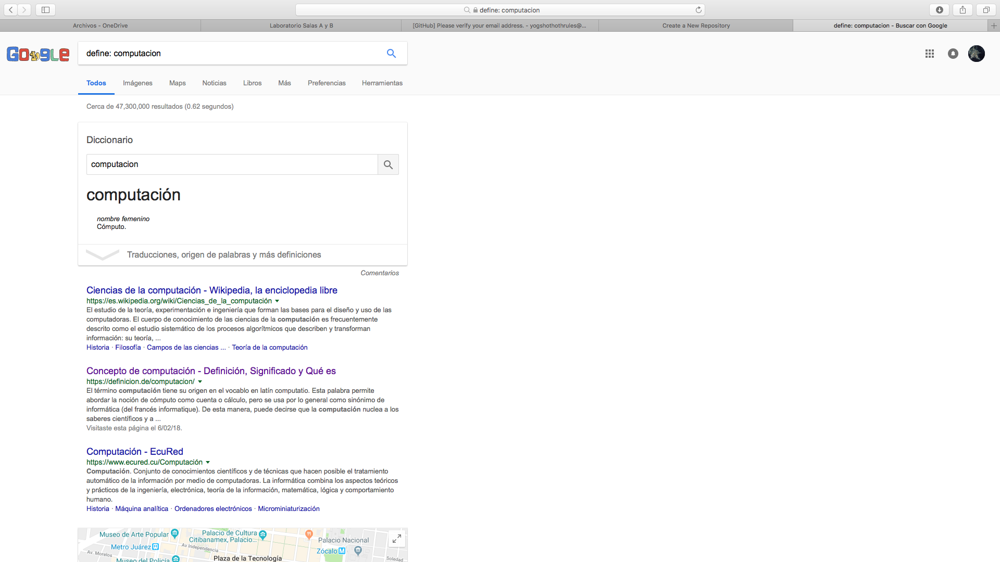 define: computacion
Archivos - OneDrive
Laboratorio Salas A y B
[GitHub] Please verify your email address. - yogshothothrules@...
Create a New Repository
define: computacion - Buscar con Google
Google
define: computacion
Todos
Imágenes
Maps
Noticias
Libros
Más
Preferencias
Herramientas
Cerca de 47,300,000 resultados (0.62 segundos)
Diccionario
computacion
computación
nombre femenino
Cómputo.
Traducciones, origen de palabras y más definiciones
Comentarios
Ciencias de la computación - Wikipedia, la enciclopedia libre
https://es.wikipedia.org/wiki/Ciencias_de_la_computación
El estudio de la teoría, experimentación e ingeniería que forman las bases para el diseño y uso de las
computadoras. El cuerpo de conocimiento de las ciencias de la computación es frecuentemente
descrito como el estudio sistemático de los procesos algorítmicos que describen y transforman
información: su teoría, ...
Historia · Filosofía · Campos de las ciencias ... · Teoría de la computación
Concepto de computación - Definición, Significado y Qué es
https://definicion.de/computacion/
El término computación tiene su origen en el vocablo en latín computatio. Esta palabra permite
abordar la noción de cómputo como cuenta o cálculo, pero se usa por lo general como sinónimo de
informática (del francés informatique). De esta manera, puede decirse que la computación nuclea a los
saberes científicos y a ...
Visitaste esta página el 6/02/18.
Computación - EcuRed
https://www.ecured.cu/Computación
Computación. Conjunto de conocimientos científicos y de técnicas que hacen posible el tratamiento
automático de la información por medio de computadoras. La informática combina los aspectos teóricos
y prácticos de la ingeniería, electrónica, teoría de la información, matemática, lógica y comportamiento
humano.
Historia · Máquina analítica · Ordenadores electrónicos · Microminiaturización
Museo de Arte Popular
Palacio de Cultura
Citibanamex, Palacio...
Palacio Nacional
Metro Juárez
Av Independencia
Zócalo M
Av. Morelos
Plaza de la Tecnología
Soledad
Museo del Policía